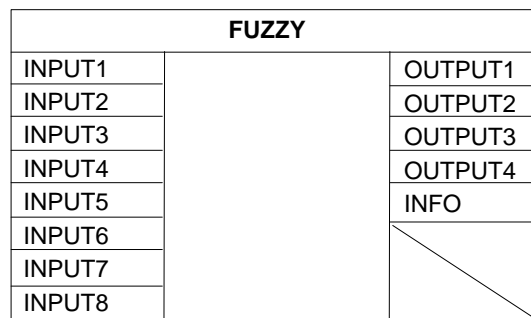 FUZZY
INPUT1
OUTPUT1
INPUT2
OUTPUT2
INPUT3
OUTPUT3
INPUT4
OUTPUT4
INPUT5
INFO
INPUT6
INPUT7
INPUT8